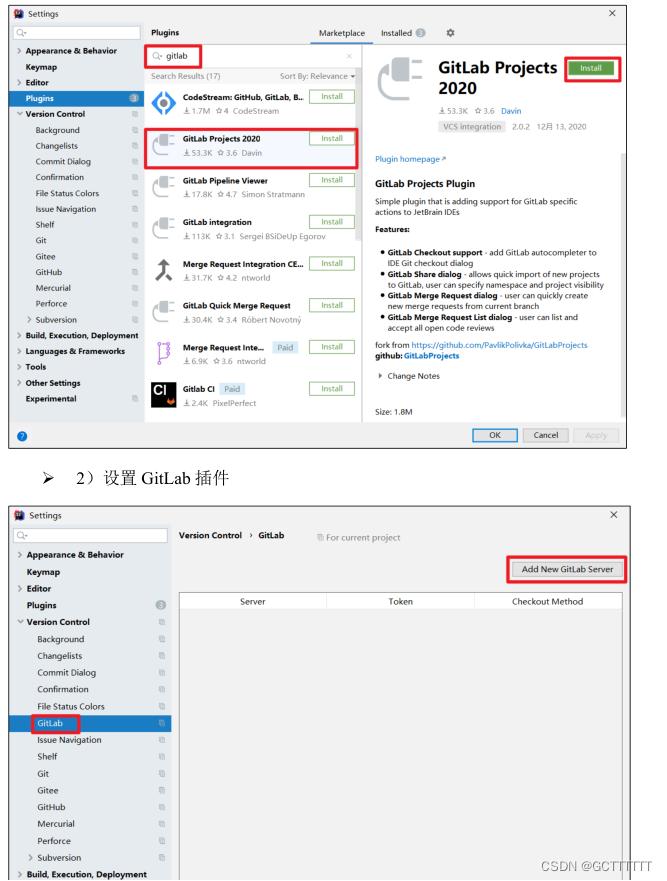 Settings
Plugins
Marketplace
Installed 3
Appearance & Behavior
Keymap
Editor
Plugins 3
Version Control
Background
Changelists
Commit Dialog
Confirmation
File Status Colors
Issue Navigation
Shelf
Git
Gitee
GitHub
Mercurial
Perforce
Subversion
Build, Execution, Deployment
Languages & Frameworks
Tools
Other Settings
Experimental
gitlab
Search Results (17)
Sort By: Relevance
CodeStream: GitHub, GitLab, B...
Install
1.7M 4 CodeStream
GitLab Projects 2020
Install
53.3K 3.6 Davin
GitLab Pipeline Viewer
Install
17.8K 4.7 Simon Stratmann
GitLab integration
Install
113K 3.1 Sergei BSiDeUp Egorov
Merge Request Integration CE...
Install
31.7K 4.2 ntworld
GitLab Quick Merge Request
Install
30.4K 3.4 Róbert Novotný
Merge Request Inte...
Paid
Install
6.9K 3.6 ntworld
CI
Gitlab CI
Paid
Install
2.4K PixelPerfect
GitLab Projects
2020
Install
53.3K 3.6 Davin
VCS integration 2.0.2 12月 13, 2020
Plugin homepage
GitLab Projects Plugin
Simple plugin that is adding support for GitLab specific
actions to JetBrain IDEs
Features:
• GitLab Checkout support - add GitLab autocompleter to
IDE Git checkout dialog
• GitLab Share dialog - allows quick import of new projects
to GitLab, user can specify namespace and project visibility
• GitLab Merge Request dialog - user can quickly create
new merge requests from current branch
• GitLab Merge Request List dialog - user can list and
accept all open code reviews
fork from https://github.com/PavlikPolivka/GitLabProjects
github: GitLabProjects
Change Notes
Size: 1.8M
?
OK
Cancel
Apply
➢ 2）设置 GitLab 插件
Settings
Version Control › GitLab
For current project
Add New GitLab Server
Appearance & Behavior
Keymap
Editor
Plugins 3
Version Control
Background
Changelists
Commit Dialog
Confirmation
File Status Colors
GitLab
Issue Navigation
Shelf
Git
Gitee
GitHub
Mercurial
Perforce
Subversion
Build, Execution, Deployment
Server
Token
Checkout Method
CSDN @GCTTTTTT